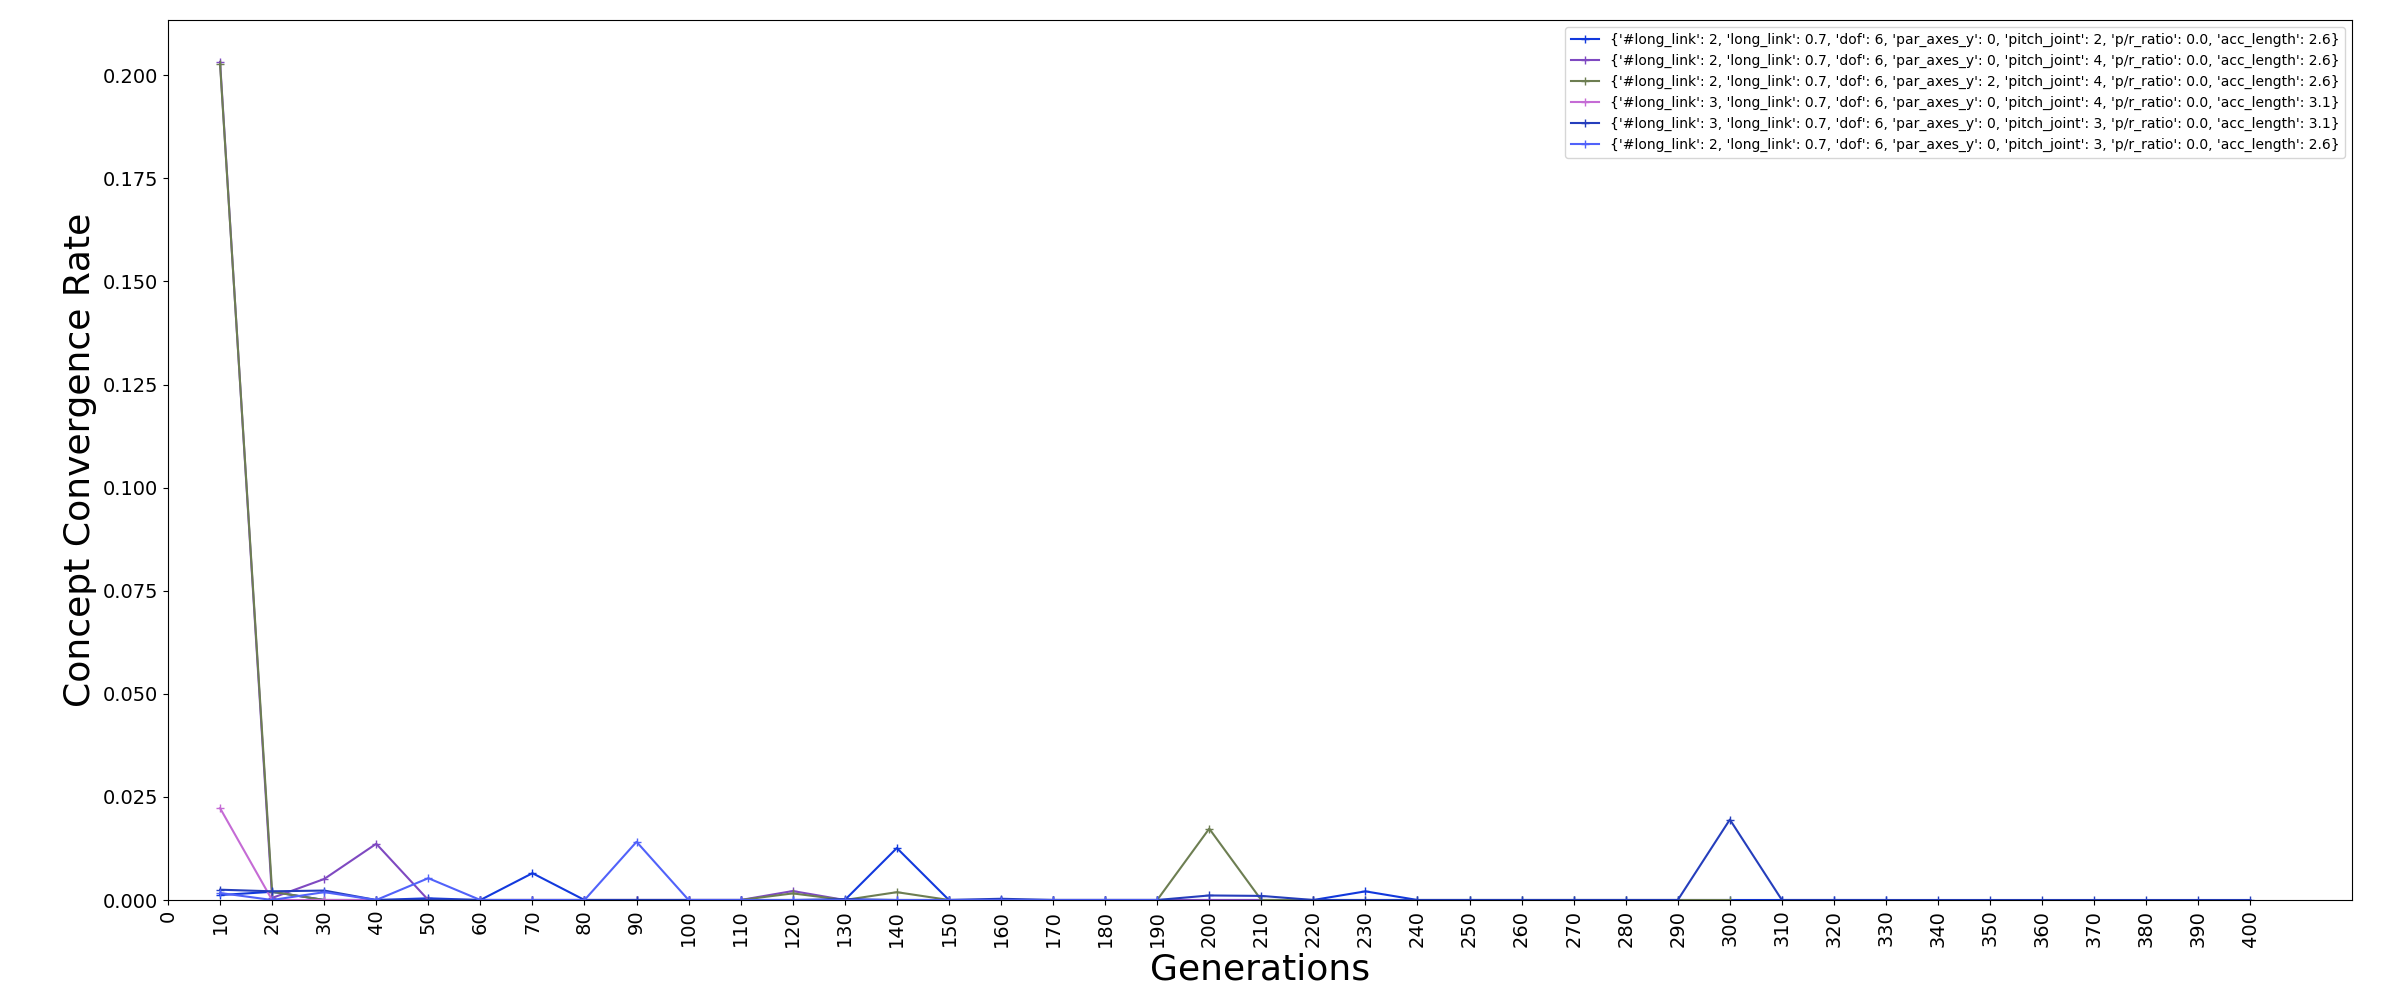 {'#long_link': 2, 'long_link': 0.7, 'dof': 6, 'par_axes_y': 0, 'pitch_joint': 2, 'p/r_ratio': 0.0, 'acc_length': 2.6}
{'#long_link': 2, 'long_link': 0.7, 'dof': 6, 'par_axes_y': 0, 'pitch_joint': 4, 'p/r_ratio': 0.0, 'acc_length': 2.6}
{'#long_link': 2, 'long_link': 0.7, 'dof': 6, 'par_axes_y': 2, 'pitch_joint': 4, 'p/r_ratio': 0.0, 'acc_length': 2.6}
{'#long_link': 3, 'long_link': 0.7, 'dof': 6, 'par_axes_y': 0, 'pitch_joint': 4, 'p/r_ratio': 0.0, 'acc_length': 3.1}
{'#long_link': 3, 'long_link': 0.7, 'dof': 6, 'par_axes_y': 0, 'pitch_joint': 3, 'p/r_ratio': 0.0, 'acc_length': 3.1}
{'#long_link': 2, 'long_link': 0.7, 'dof': 6, 'par_axes_y': 0, 'pitch_joint': 3, 'p/r_ratio': 0.0, 'acc_length': 2.6}
Concept Convergence Rate
0.200
0.175
0.150
0.125
0.100
0.075
0.050
0.025
0.000
0 10 20 30 40 50 60 70 80 90 100 110 120 130 140 150 160 170 180 190 200 210 220 230 240 250 260 270 280 290 300 310 320 330 340 350 360 370 380 390 400
Generations